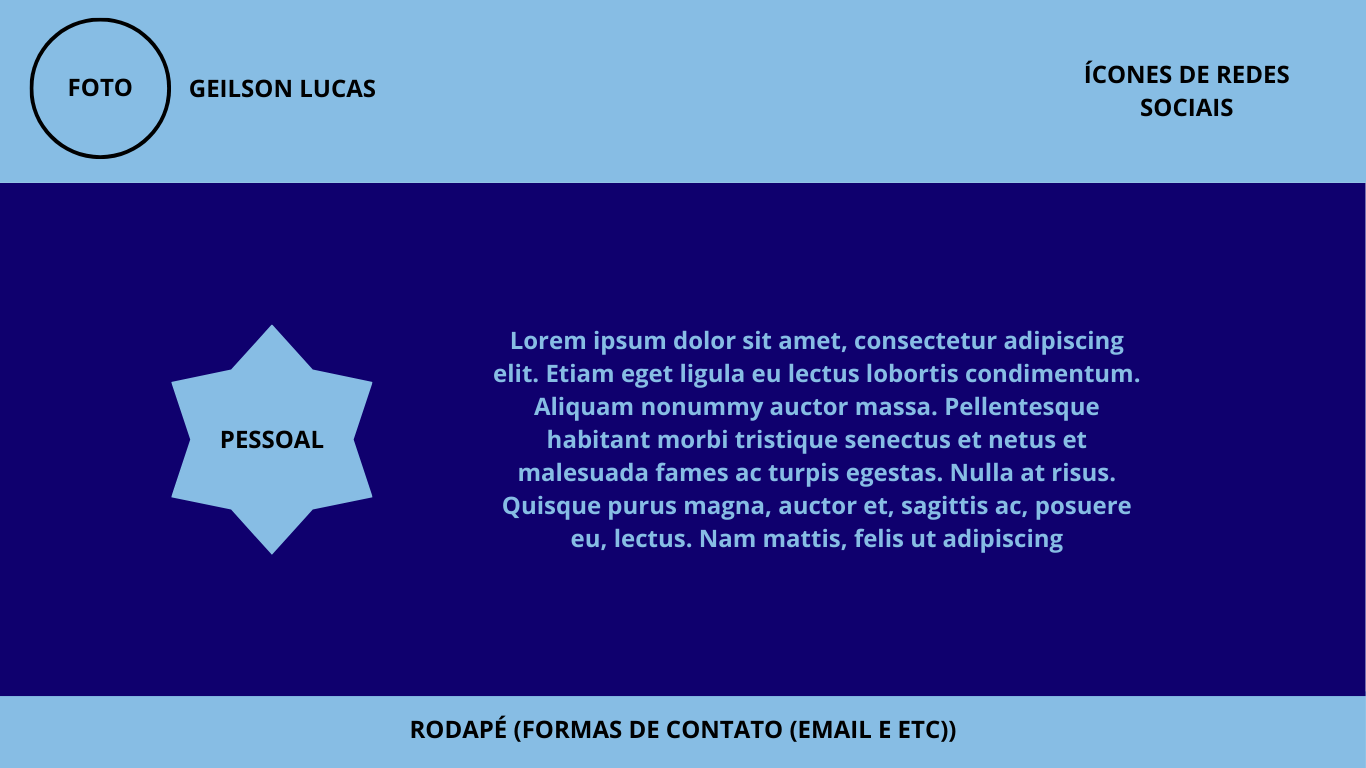 FOTO
GEILSON LUCAS
ÍCONES DE REDES
SOCIAIS
PESSOAL
Lorem ipsum dolor sit amet, consectetur adipiscing
elit. Etiam eget ligula eu lectus lobortis condimentum.
Aliquam nonummy auctor massa. Pellentesque
habitant morbi tristique senectus et netus et
malesuada fames ac turpis egestas. Nulla at risus.
Quisque purus magna, auctor et, sagittis ac, posuere
eu, lectus. Nam mattis, felis ut adipiscing
RODAPÉ (FORMAS DE CONTATO (EMAIL E ETC))